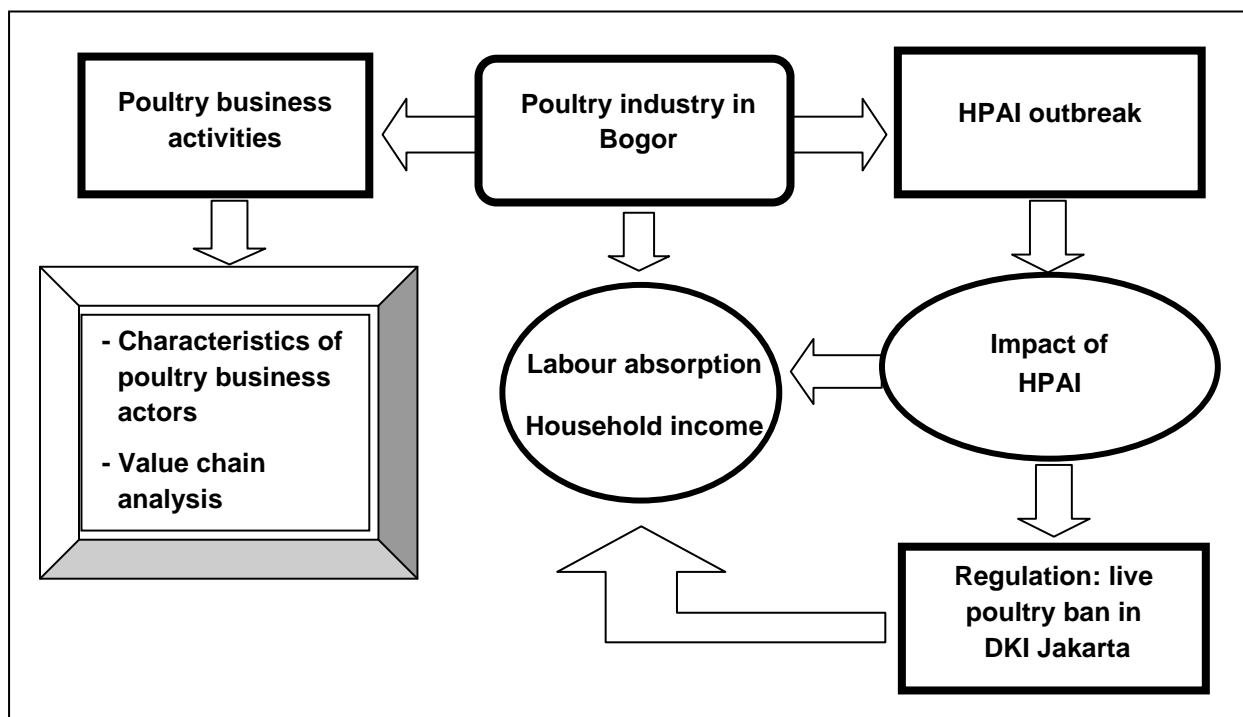 Poultry business
activities
Poultry industry in
Bogor
HPAI outbreak
- Characteristics of
poultry business
actors
- Value chain
analysis
Labour absorption
Household income
Impact of
HPAI
Regulation: live
poultry ban in
DKI Jakarta